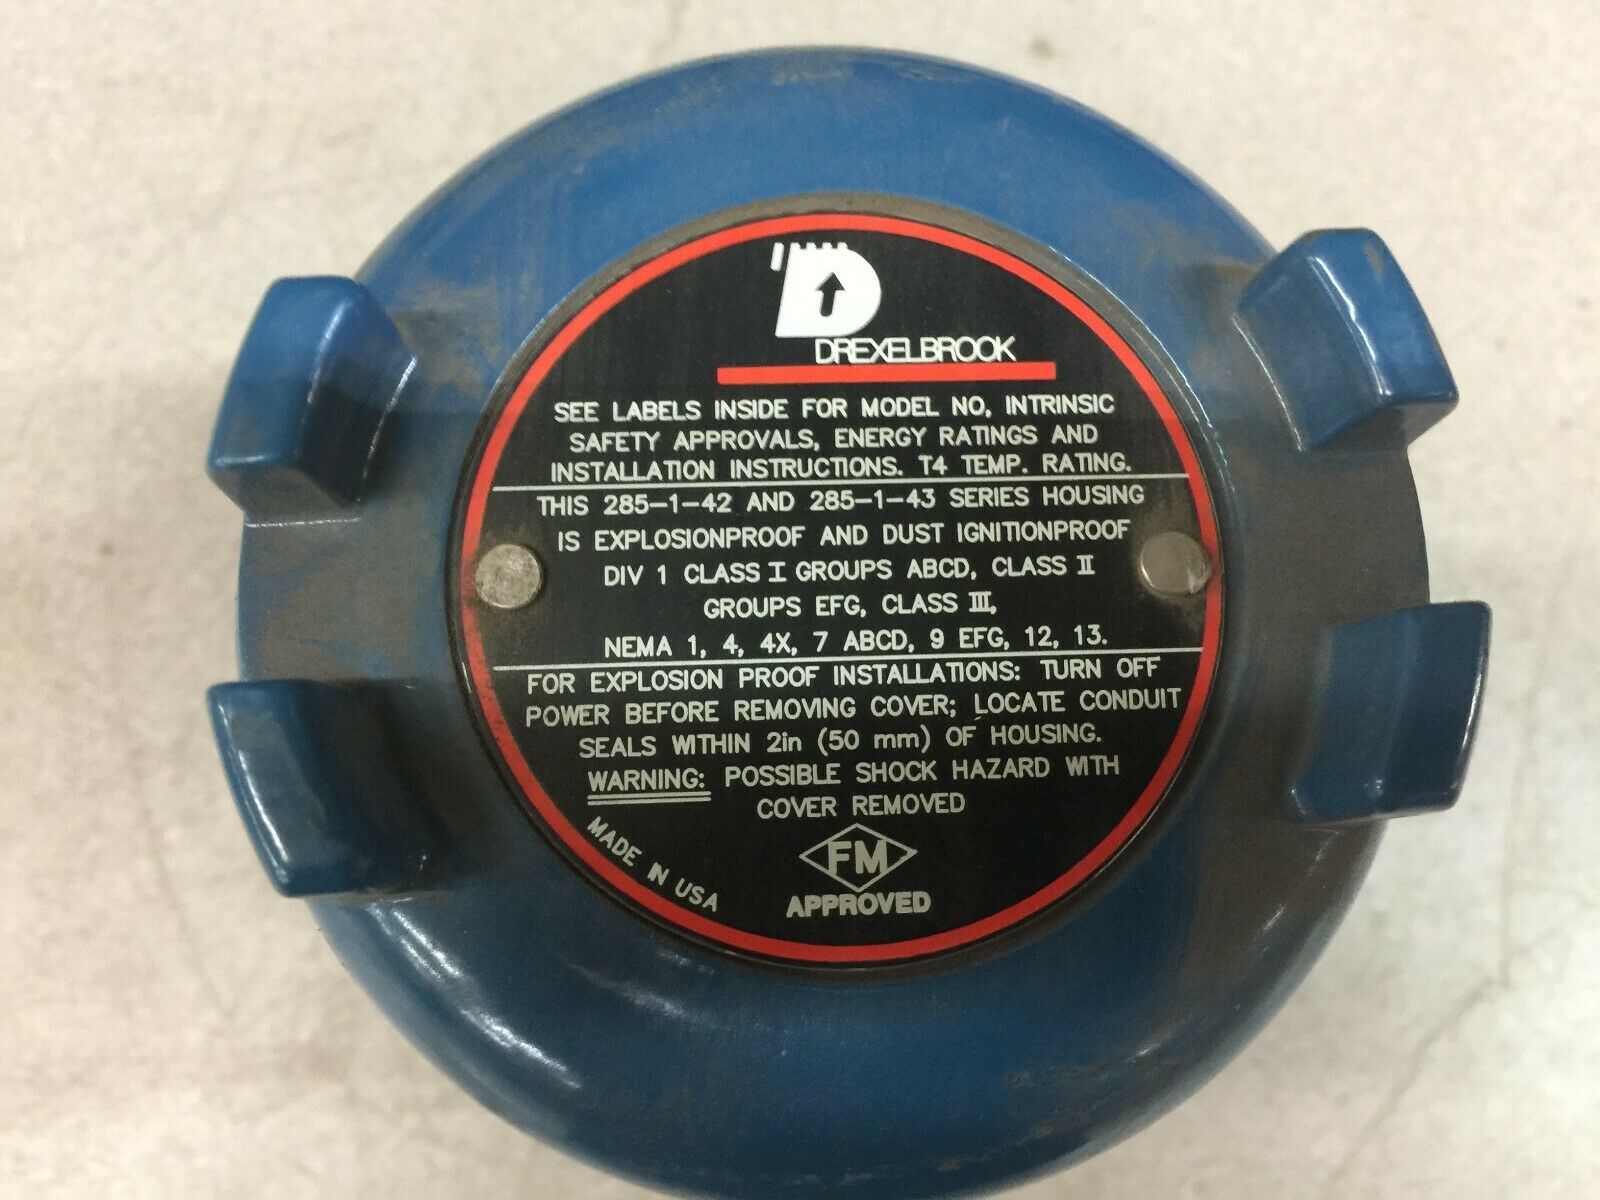 D
DREXELBROOK
SEE LABELS INSIDE FOR MODEL NO, INTRINSIC
SAFETY APPROVALS, ENERGY RATINGS AND
INSTALLATION INSTRUCTIONS. T4 TEMP. RATING.
THIS 285-1-42 AND 285-1-43 SERIES HOUSING
IS EXPLOSIONPROOF AND DUST IGNITIONPROOF
DIV 1 CLASS I GROUPS ABCD, CLASS II
GROUPS EFG, CLASS III,
NEMA 1, 4, 4X, 7 ABCD, 9 EFG, 12, 13.
FOR EXPLOSION PROOF INSTALLATIONS: TURN OFF
POWER BEFORE REMOVING COVER; LOCATE CONDUIT
SEALS WITHIN 2in (50 mm) OF HOUSING.
WARNING: POSSIBLE SHOCK HAZARD WITH
COVER REMOVED
MADE IN USA
FM
APPROVED